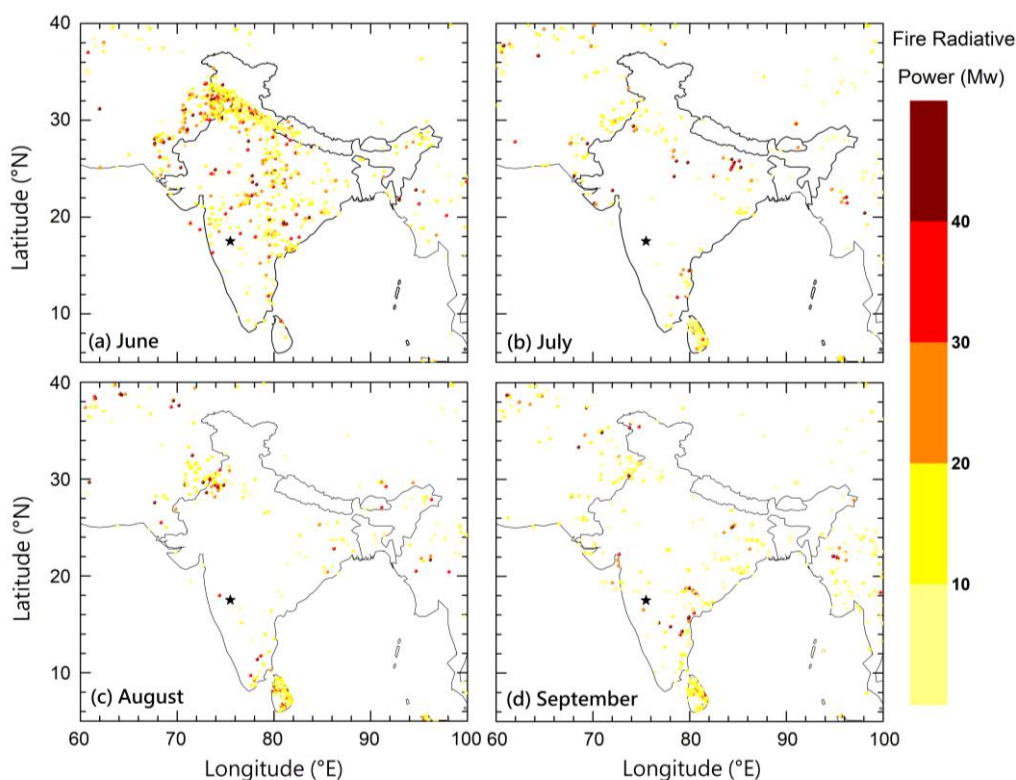 40
30
20
10
Latitude (°N)
(a) June
(b) July
Fire Radiative
Power (Mw)
40
30
20
10
40
30
20
10
Latitude (°N)
(c) August
(d) September
60 70 80 90 100 60 70 80 90 100
Longitude (°E) Longitude (°E)